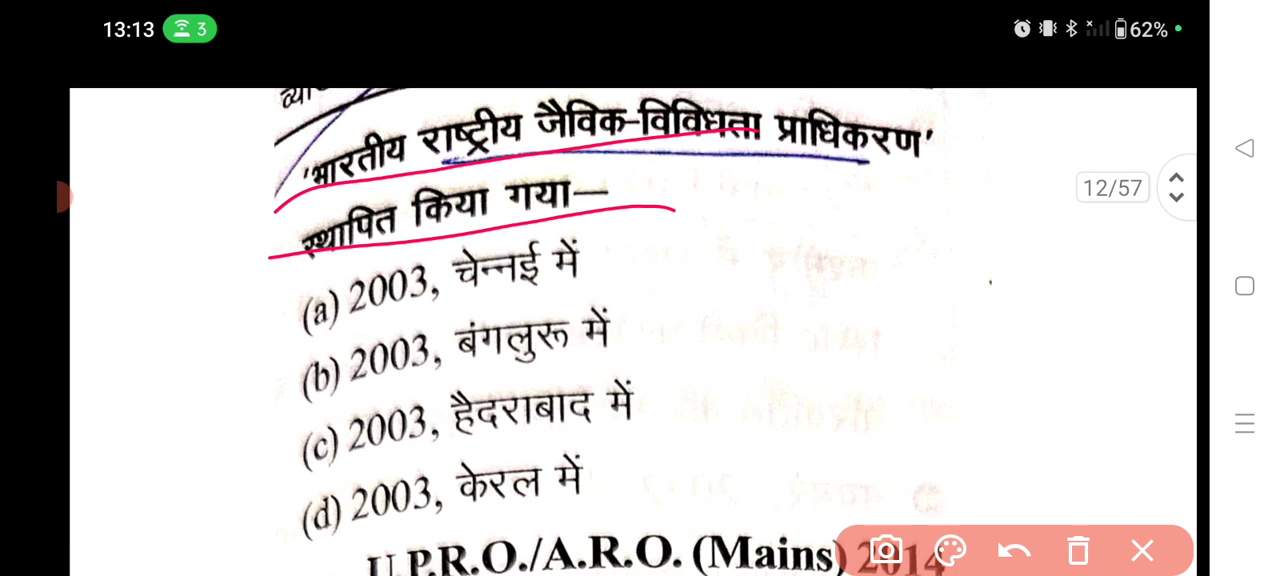 13:13 3 62%
'भारतीय राष्ट्रीय जैविक-विविधता प्राधिकरण'
12/57
स्थापित किया गया—
(a) 2003, चेन्नई में
(b) 2003, बंगलुरू में
(c) 2003, हैदराबाद में
(d) 2003, केरल में
U.P.R.O./A.R.O. (Mains) 2014